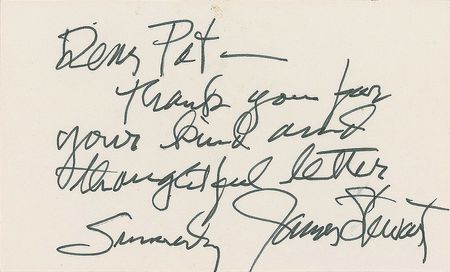 Dear Pat —
Thank you for
your kind and
thoughtful letter
Sincerely James Stewart